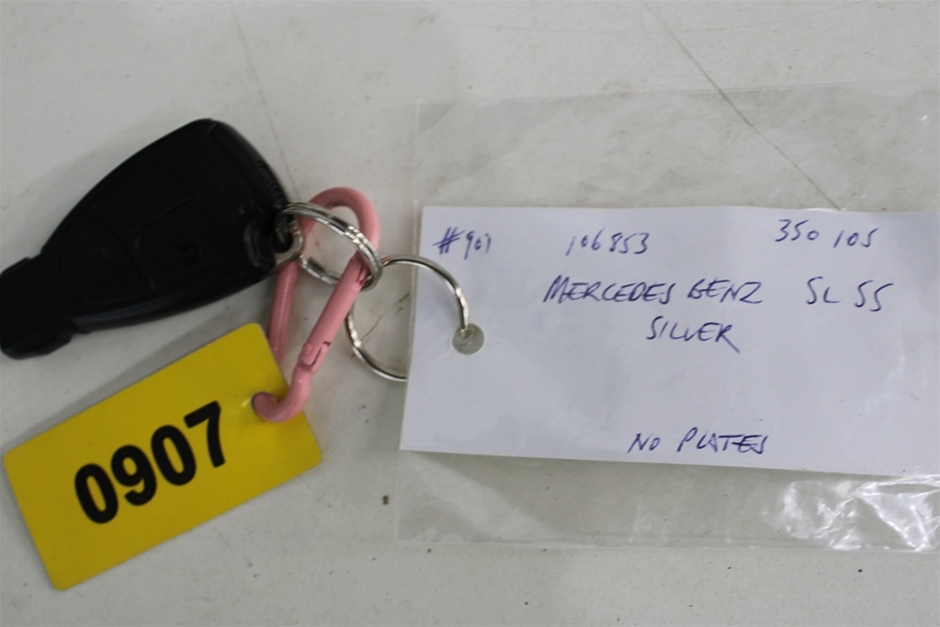 #907 106853 350 105
MERCEDES BENZ SL 55
SILVER
NO PLATES
0907